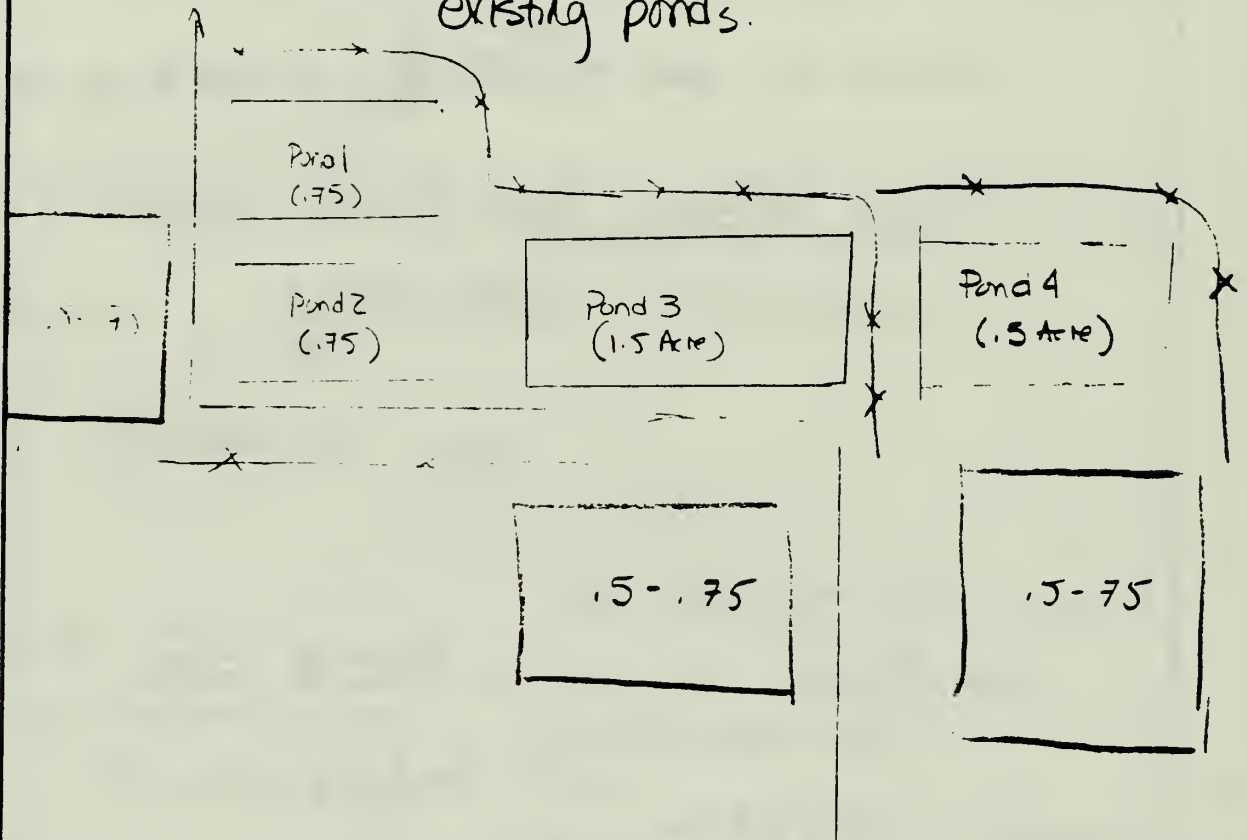 existing ponds.
Pond 1
(.75)
Pond 2
(.75)
Pond 3
(1.5 Acre)
Pond 4
(.5 Acre)
.5 - .75
.5 - 75